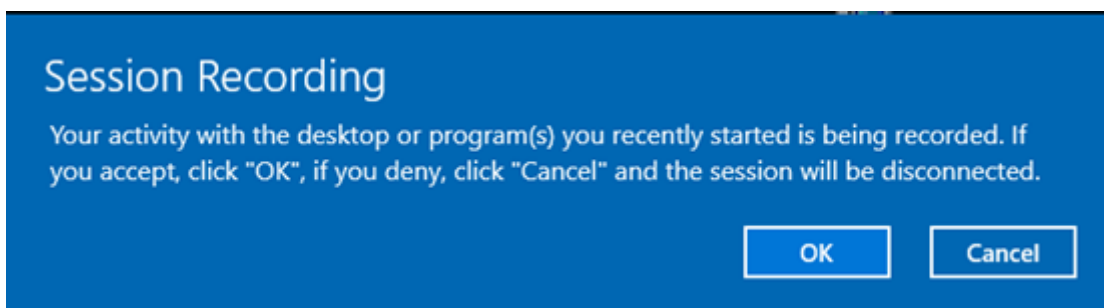 Session Recording
Your activity with the desktop or program(s) you recently started is being recorded. If
you accept, click "OK", if you deny, click "Cancel" and the session will be disconnected.
OK
Cancel